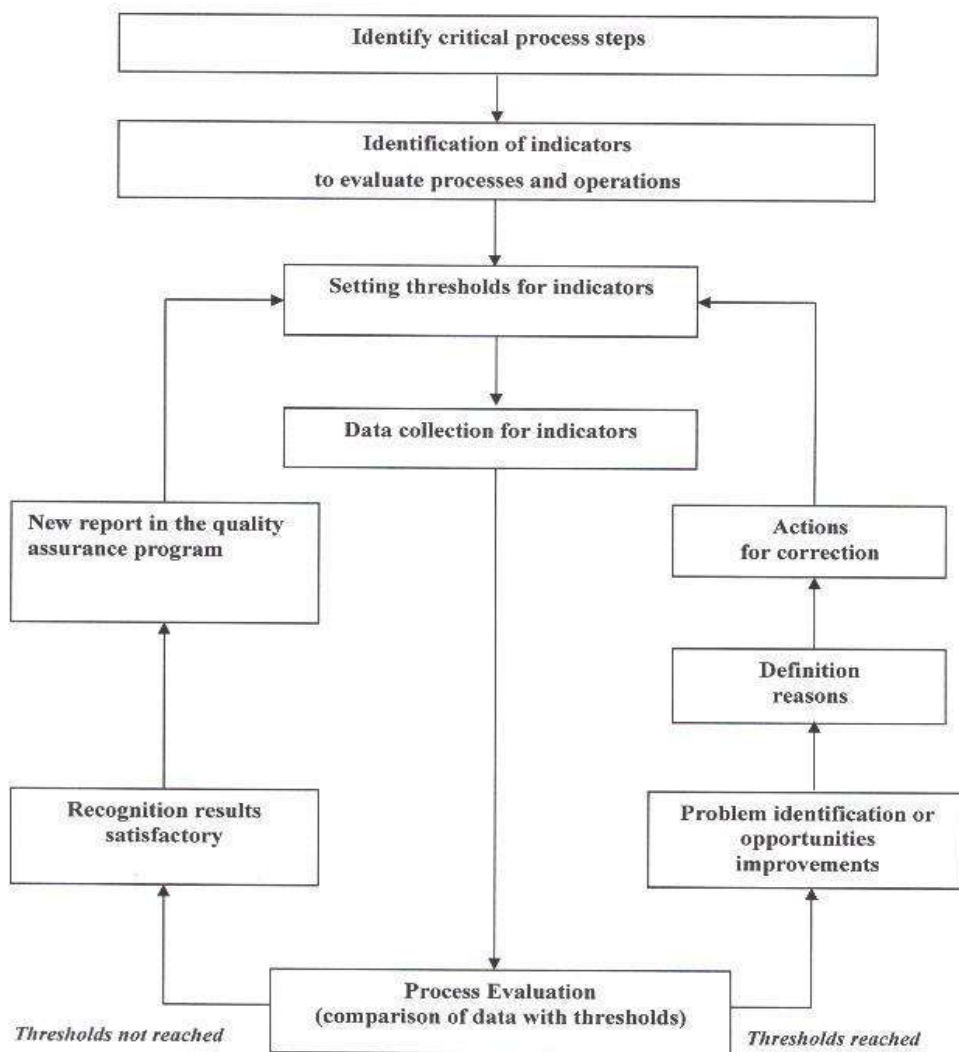 Identify critical process steps
Identification of indicators
to evaluate processes and operations
Setting thresholds for indicators
Data collection for indicators
New report in the quality
assurance program
Actions
for correction
Definition
reasons
Recognition results
satisfactory
Problem identification or
opportunities
improvements
Process Evaluation
(comparison of data with thresholds)
Thresholds not reached
Thresholds reached